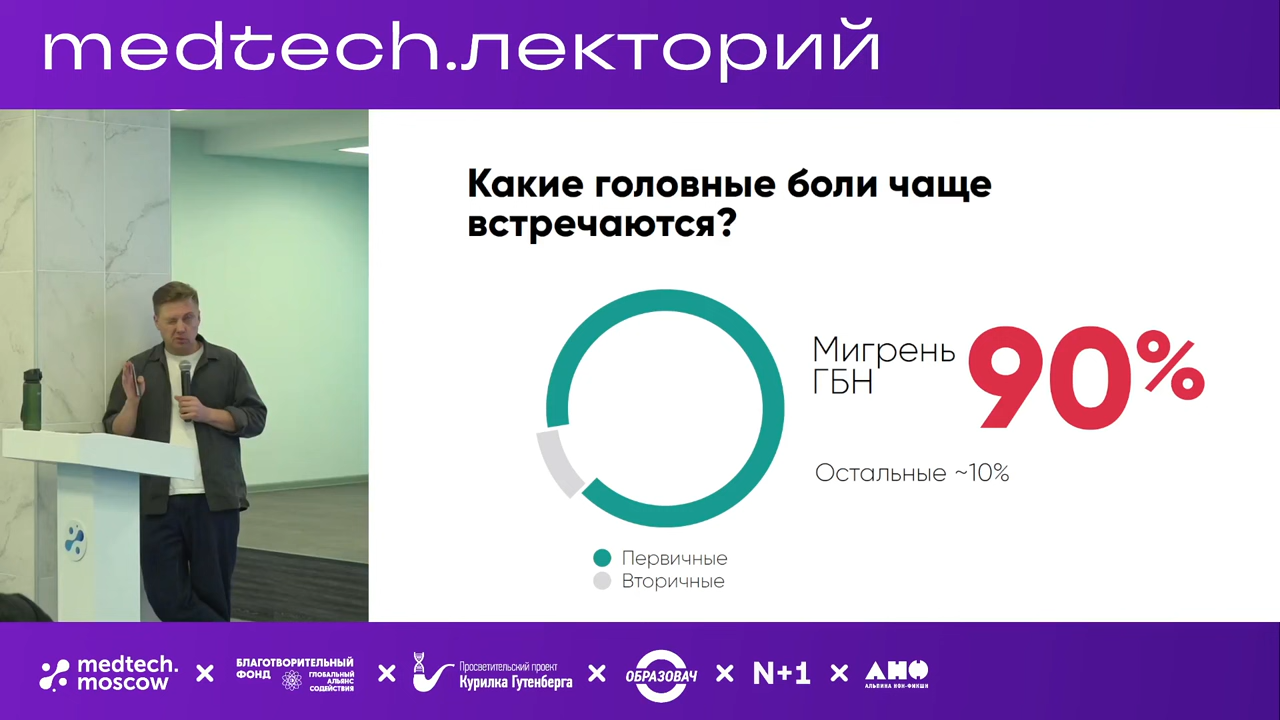 medtech.лекторий
Какие головные боли чаще
встречаются?
Мигрень
ГБН
90%
Остальные ~10%
Первичные
Вторичные
medtech.
moscow
×
БЛАГОТВОРИТЕЛЬНЫЙ
ФОНД
ГЛОБАЛЬНЫЙ
АЛЬЯНС
СОДЕЙСТВИЯ
×
Просветительский проект
Курилка Гутенберга
×
ОБРАЗОВАЧ
×
N+1
×
АНФ
АЛЬПИНА НОН-ФИКШН